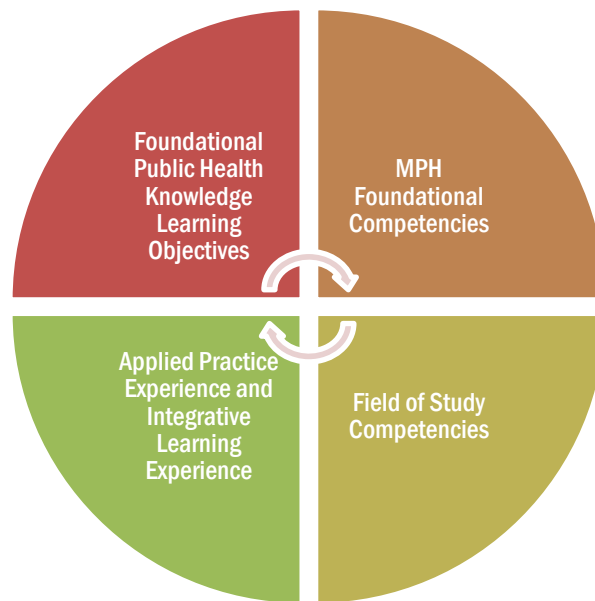 Foundational
Public Health
Knowledge
Learning
Objectives
MPH
Foundational
Competencies
Applied Practice
Experience and
Integrative
Learning
Experience
Field of Study
Competencies